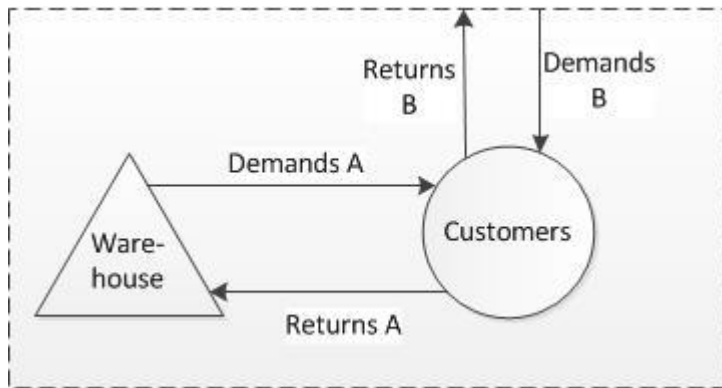 Returns
B
Demands
B
Demands A
Ware-
house
Customers
Returns A